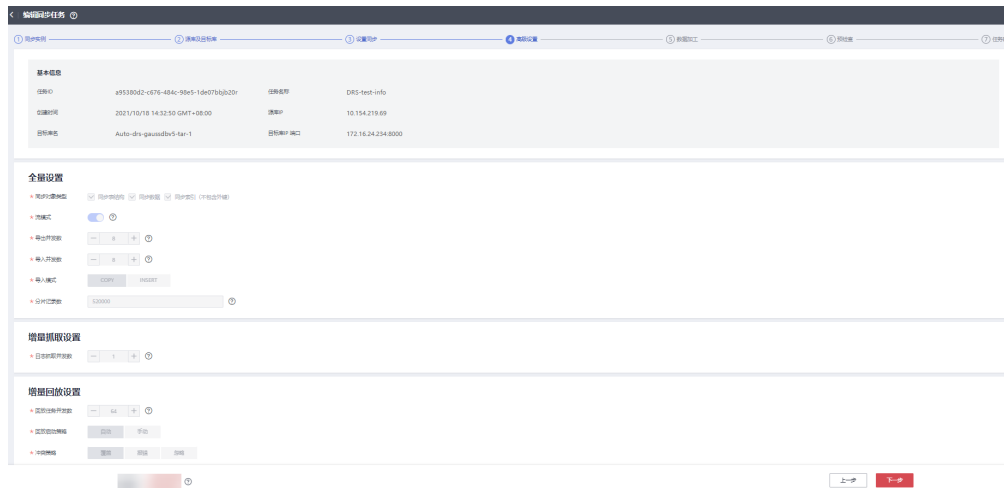 编辑同步任务
① 同步实例 ② 源库及目标库 ③ 设置同步 ④ 高级设置 ⑤ 数据加工 ⑥ 预检查 ⑦
基本信息
任务ID a95380d2-c676-484c-98e5-1de07bbjb20r 任务名称 DRS-test-info
创建时间 2021/10/18 14:32:50 GMT+08:00 源库IP 10.154.219.69
目标库名 Auto-drs-gaussdbv5-tar-1 目标库IP 端口 172.16.24.234:8000
全量设置
* 同步对象类型 同步表结构 同步数据 同步索引（不包含外键）
* 流模式
* 导出并发数 − 8 +
* 导入并发数 − 8 +
* 导入模式 COPY INSERT
* 分片记录数 520000
增量抓取设置
* 日志抓取并发数 − 1 +
增量回放设置
* 回放任务并发数 − 64 +
* 回放启动策略 自动 手动
* 冲突策略 覆盖 报错 忽略
上一步 下一步